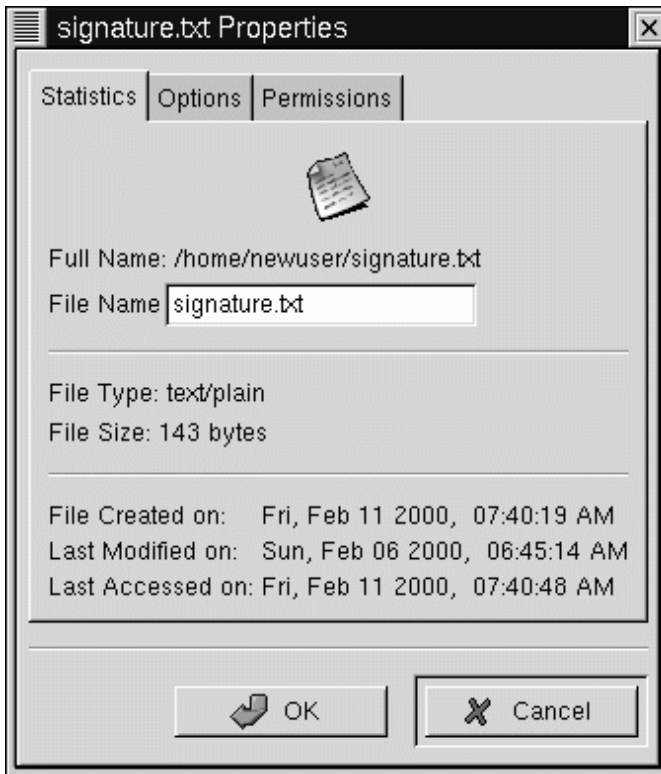 signature.txt Properties
Statistics Options Permissions
Full Name: /home/newuser/signature.txt
File Name signature.txt
File Type: text/plain
File Size: 143 bytes
File Created on: Fri, Feb 11 2000, 07:40:19 AM
Last Modified on: Sun, Feb 06 2000, 06:45:14 AM
Last Accessed on: Fri, Feb 11 2000, 07:40:48 AM
OK Cancel